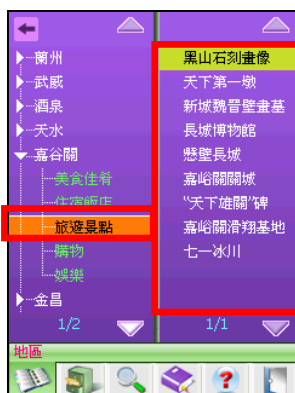 蘭州
武威
酒泉
天水
嘉谷關
美食佳肴
住宿飯店
旅遊景點
購物
娛樂
金昌
1/2
黑山石刻畫像
天下第一墩
新城魏晉壁畫墓
長城博物館
懸壁長城
嘉峪關關城
“天下雄關”碑
嘉峪關滑翔基地
七一冰川
1/1
地區